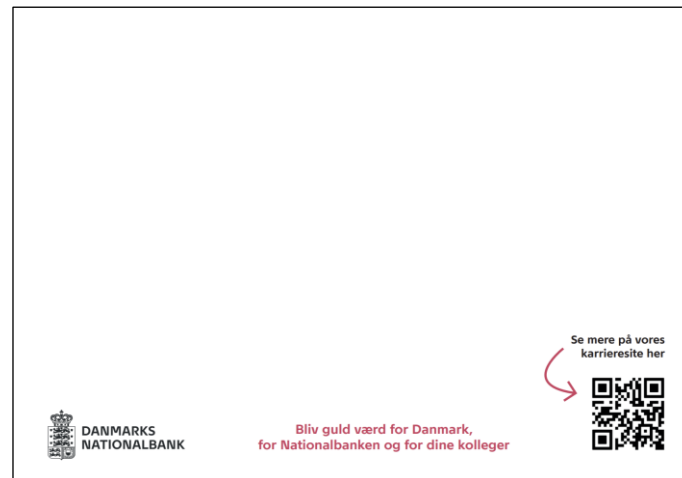 Se mere på vores
karrieresite her
DANMARKS
NATIONALBANK
Bliv guld værd for Danmark,
for Nationalbanken og for dine kolleger